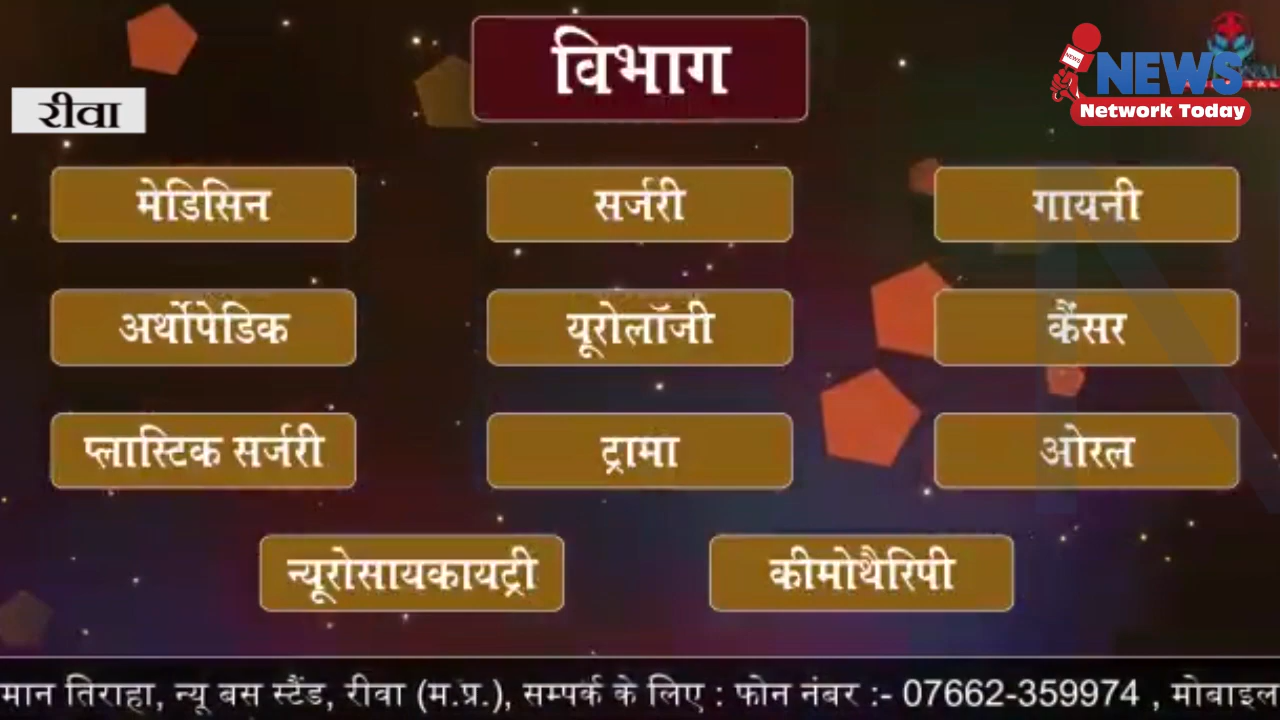 विभाग
रीवा
NEWS
Network Today
मेडिसिन
सर्जरी
गायनी
अर्थोपेडिक
यूरोलॉजी
कैंसर
प्लास्टिक सर्जरी
ट्रामा
ओरल
न्यूरोसायकायट्री
कीमोथैरिपी
मान तिराहा, न्यू बस स्टैंड, रीवा (म.प्र.), सम्पर्क के लिए : फोन नंबर :- 07662-359974 , मोबाइल